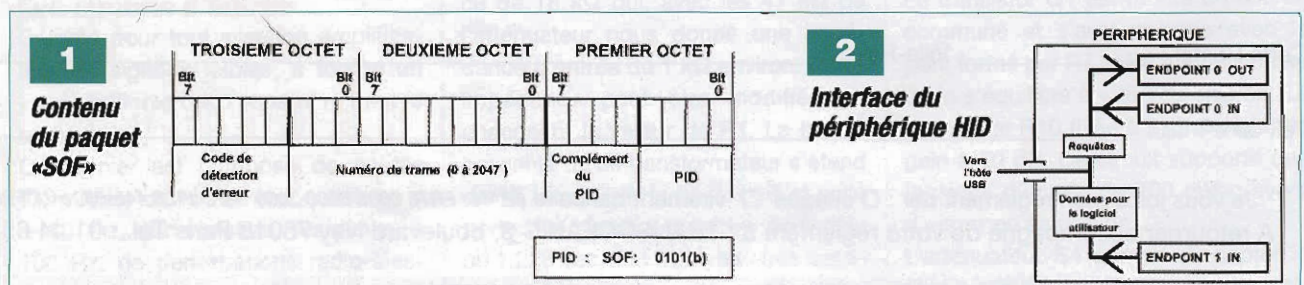 1
Contenu
du paquet
«SOF»
TROISIEME OCTET
DEUXIEME OCTET
PREMIER OCTET
Bit
7
Bit
0
Bit
7
Bit
0
Bit
7
Bit
0
Code de
détection
d'erreur
Numéro de trame (0 à 2047)
Complément
du
PID
PID
PID : SOF: 0101(b)
2
Interface du
périphérique HID
PERIPHERIQUE
ENDPOINT 0 OUT
ENDPOINT 0 IN
Requêtes
Vers
l'hôte
USB
Données pour
le logiciel
utilisateur
ENDPOINT 1 IN